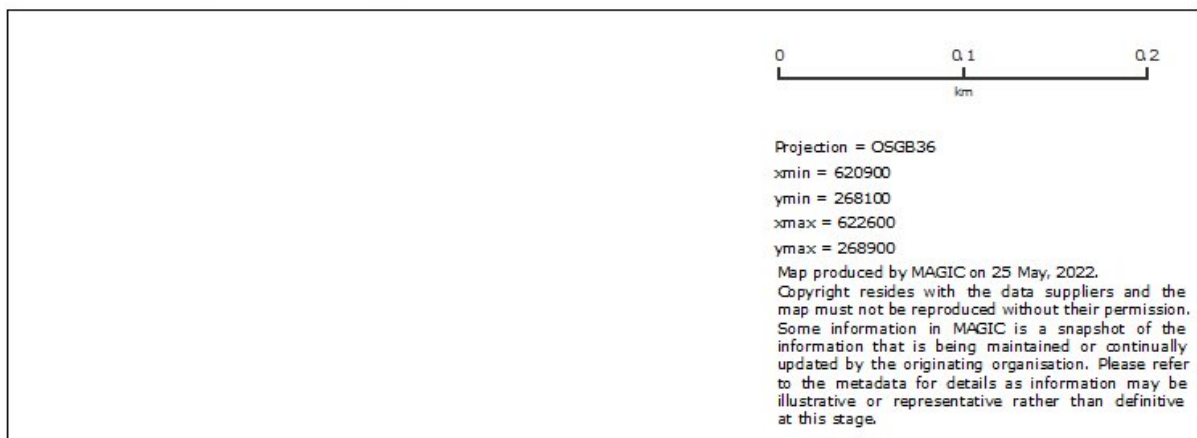 0 0.1 0.2
km
Projection = OSGB36
xmin = 620900
ymin = 268100
xmax = 622600
ymax = 268900
Map produced by MAGIC on 25 May, 2022.
Copyright resides with the data suppliers and the
map must not be reproduced without their permission.
Some information in MAGIC is a snapshot of the
information that is being maintained or continually
updated by the originating organisation. Please refer
to the metadata for details as information may be
illustrative or representative rather than definitive
at this stage.